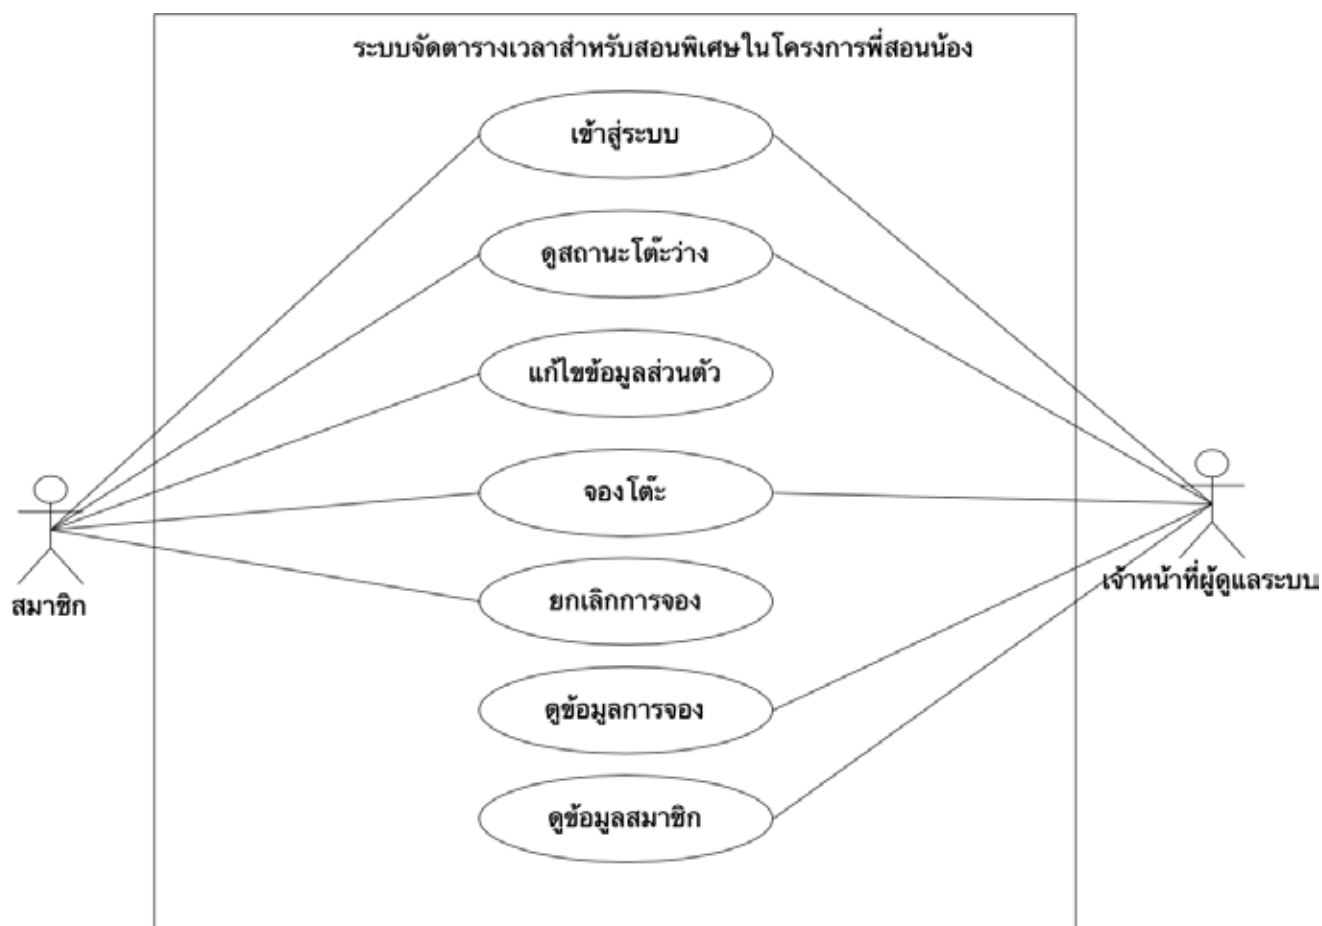 ระบบจัดตารางเวลาสำหรับสอนพิเศษในโครงการพี่สอนน้อง
เข้าสู่ระบบ
ดูสถานะโต๊ะว่าง
แก้ไขข้อมูลส่วนตัว
จองโต๊ะ
ยกเลิกการจอง
ดูข้อมูลการจอง
ดูข้อมูลสมาชิก
สมาชิก
เจ้าหน้าที่ผู้ดูแลระบบ